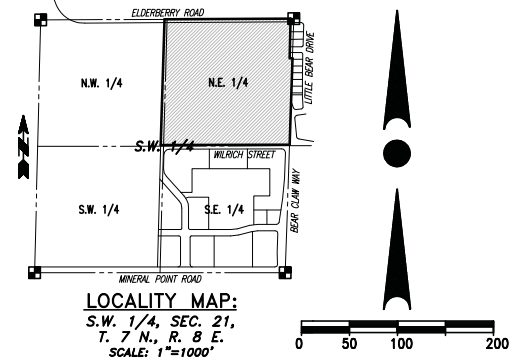 ELDERBERRY ROAD
N.W. 1/4
N.E. 1/4
LITTLE BEAR DRIVE
N
S.W. 1/4
WILRICH STREET
S.W. 1/4
S.E. 1/4
BEAR CLAW WAY
MINERAL POINT ROAD
LOCALITY MAP:
S.W. 1/4, SEC. 21,
T. 7 N., R. 8 E.
SCALE: 1"=1000'
0 50 100 200